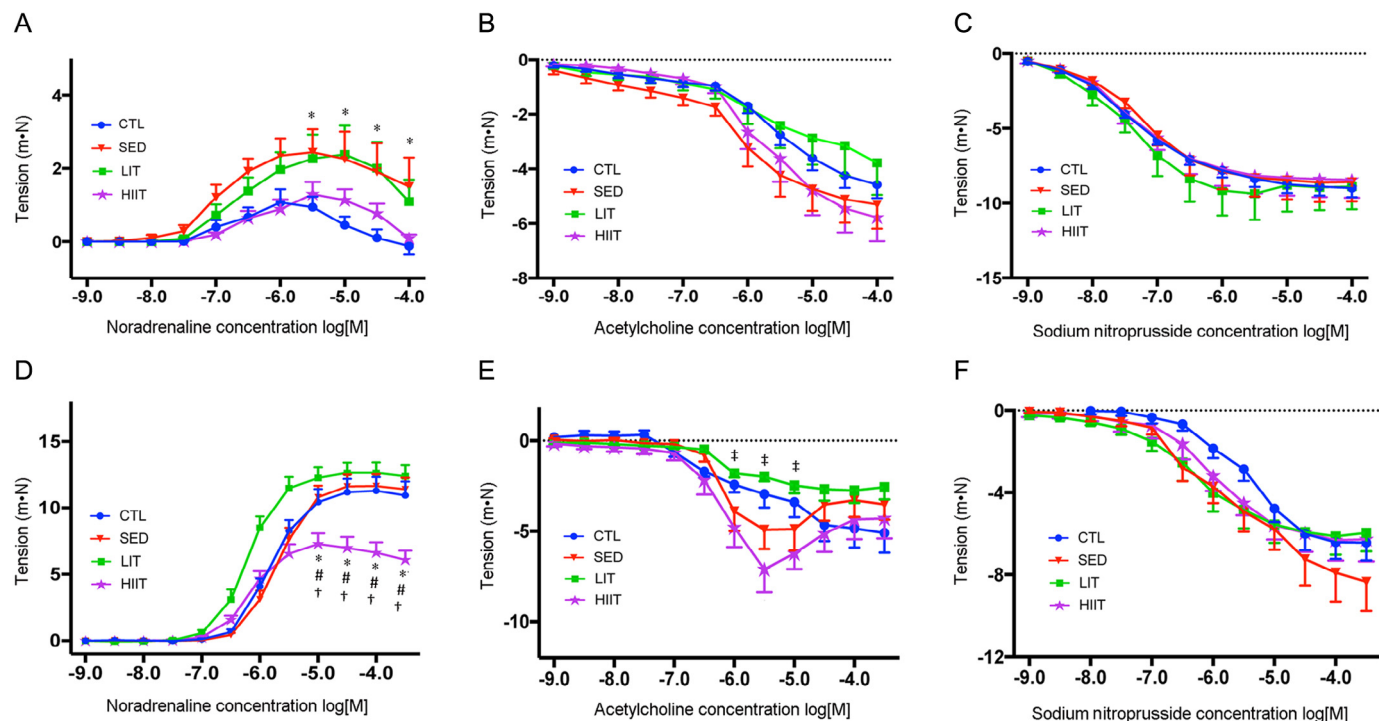 A
Tension (m•N)
4
2
0
CTL
SED
LIT
HIIT
* * * *
-9.0 -8.0 -7.0 -6.0 -5.0 -4.0
Noradrenaline concentration log[M]
B
Tension (m•N)
0
-2
-4
-6
-8
CTL
SED
LIT
HIIT
-9.0 -8.0 -7.0 -6.0 -5.0 -4.0
Acetylcholine concentration log[M]
C
Tension (m•N)
0
-5
-10
-15
CTL
SED
LIT
HIIT
-9.0 -8.0 -7.0 -6.0 -5.0 -4.0
Sodium nitroprusside concentration log[M]
D
Tension (m•N)
15
10
5
0
CTL
SED
LIT
HIIT
* * * *
# # # #
† † † †
-9.0 -8.0 -7.0 -6.0 -5.0 -4.0
Noradrenaline concentration log[M]
E
Tension (m•N)
0
-5
-10
‡ ‡ ‡
CTL
SED
LIT
HIIT
-9.0 -8.0 -7.0 -6.0 -5.0 -4.0
Acetylcholine concentration log[M]
F
Tension (m•N)
0
-4
-8
-12
CTL
SED
LIT
HIIT
-9.0 -8.0 -7.0 -6.0 -5.0 -4.0
Sodium nitroprusside concentration log[M]